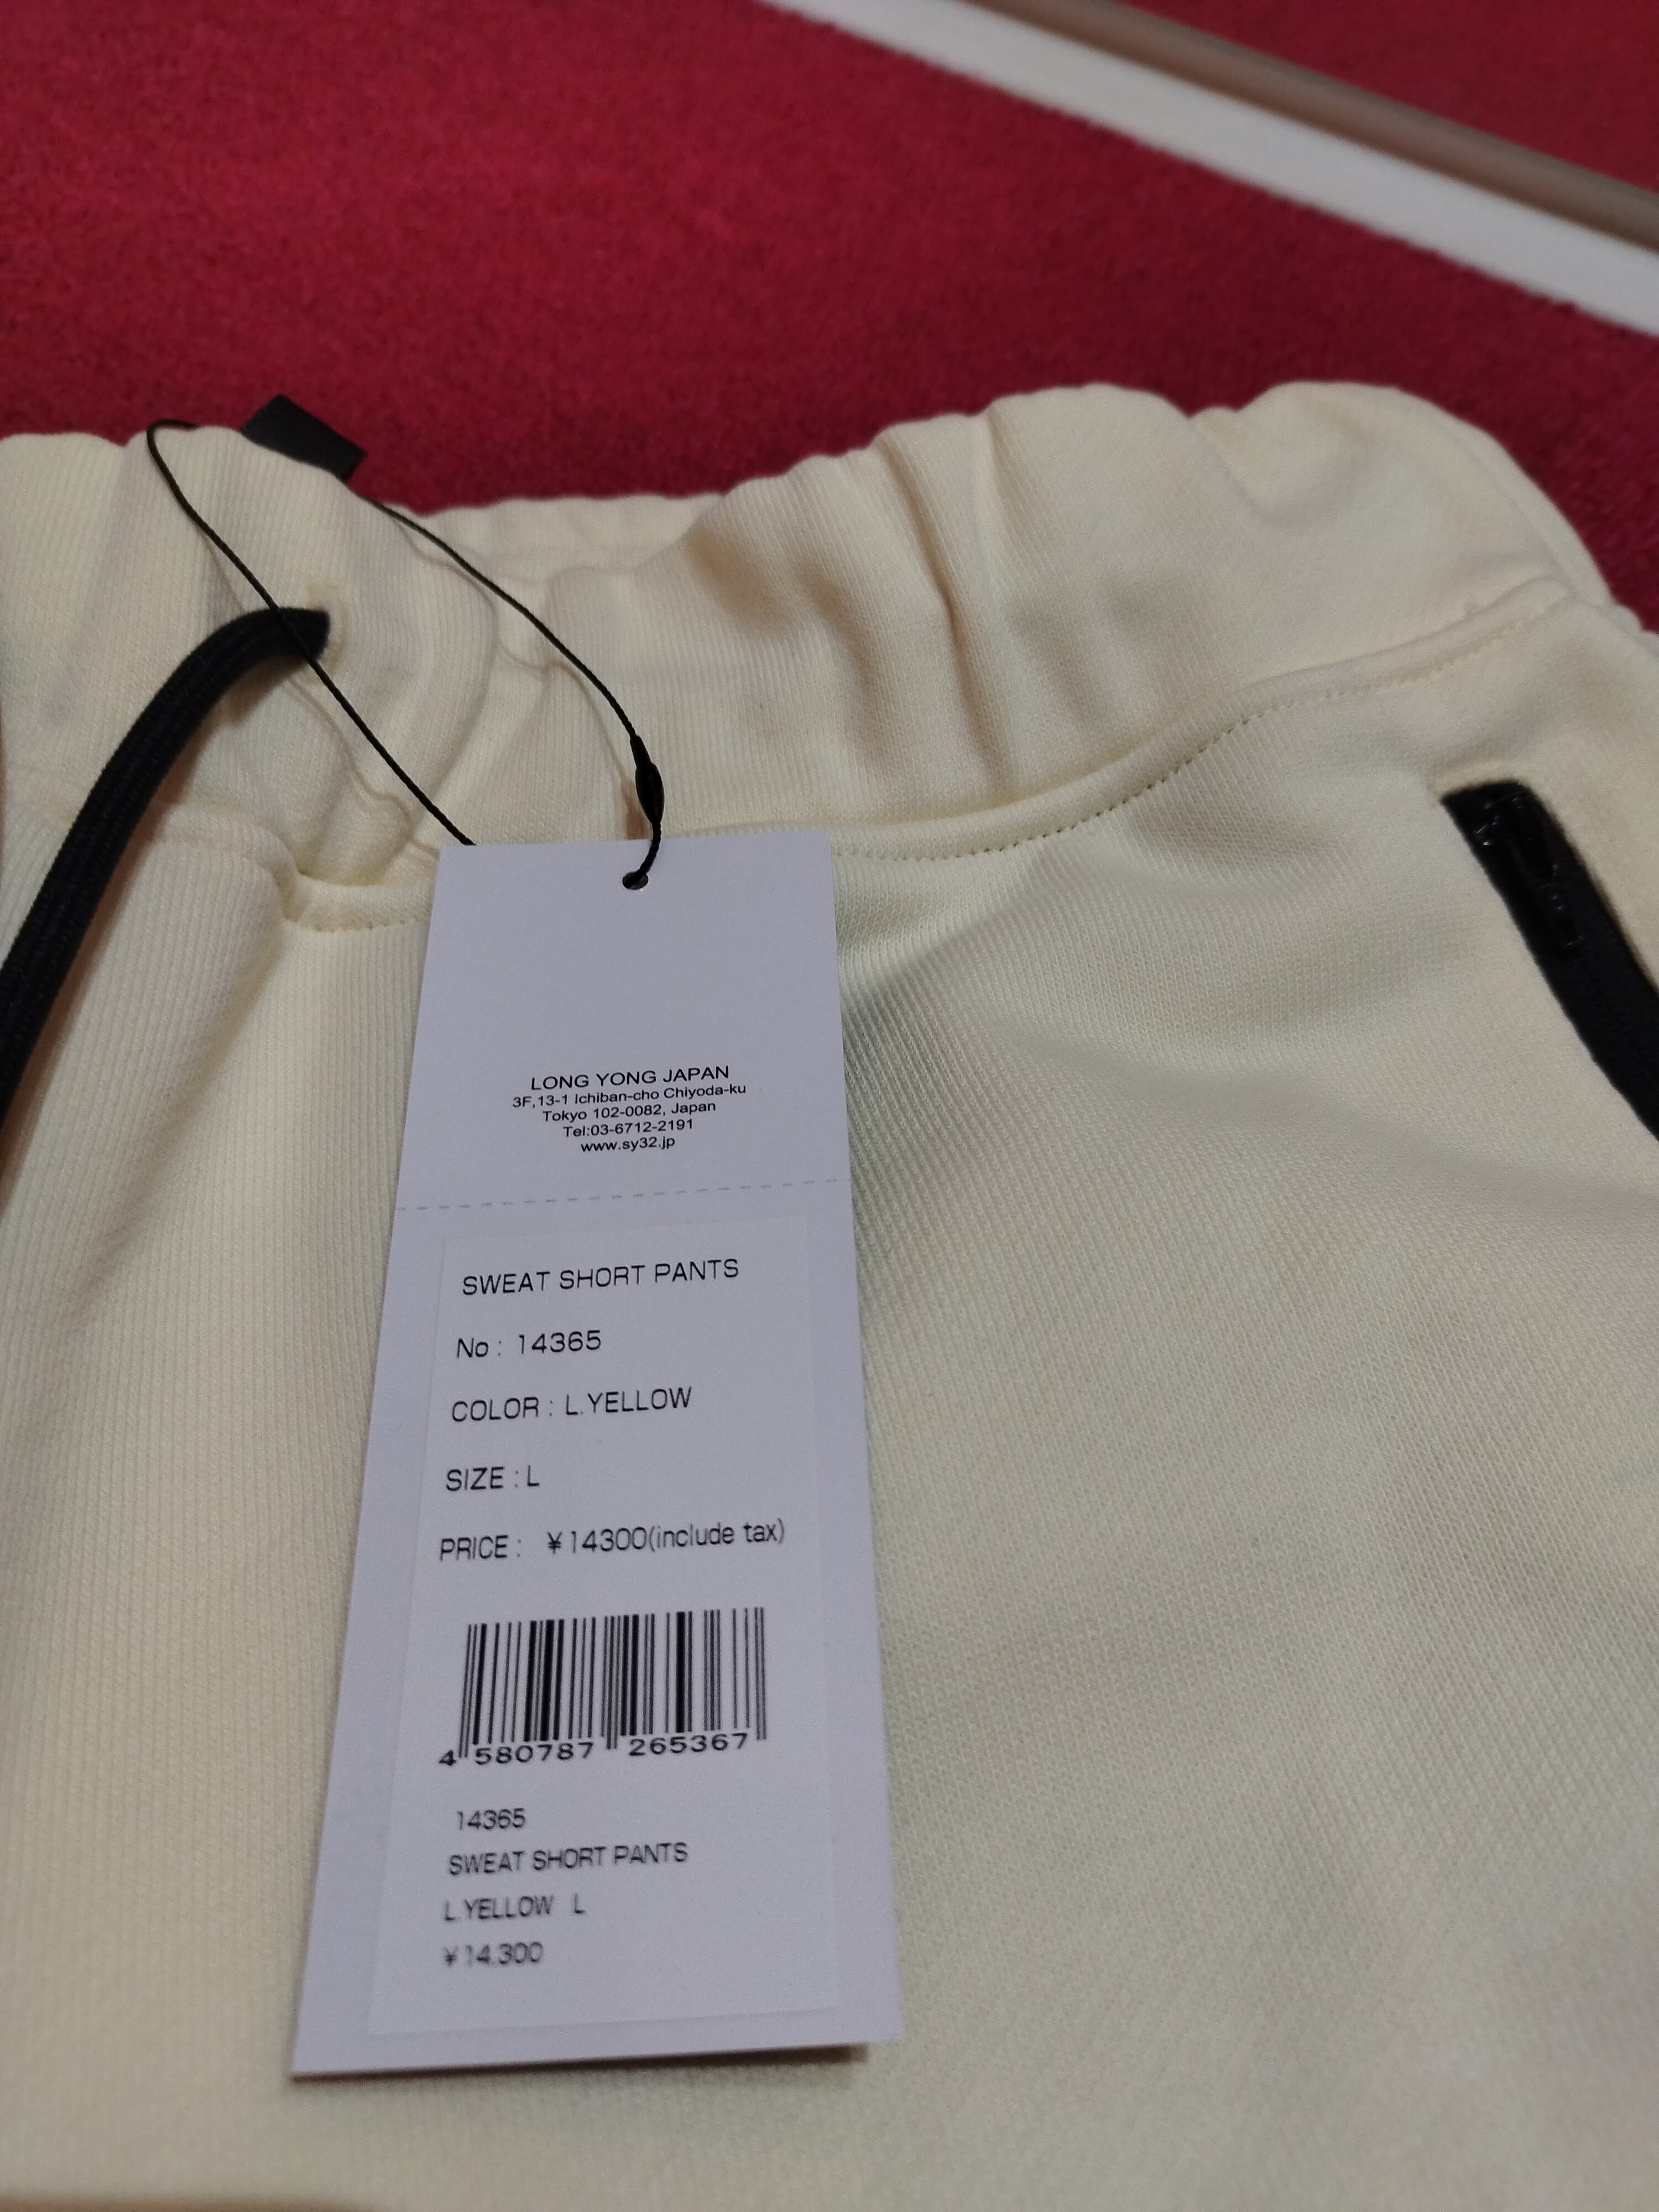 LONG YONG JAPAN
3F,13-1 Ichiban-cho Chiyoda-ku
Tokyo 102-0082, Japan
Tel:03-6712-2191
www.sy32.jp
SWEAT SHORT PANTS
No : 14365
COLOR : L.YELLOW
SIZE : L
PRICE : ¥14300(include tax)
4 580787 265367
14365
SWEAT SHORT PANTS
L.YELLOW L
¥14.300